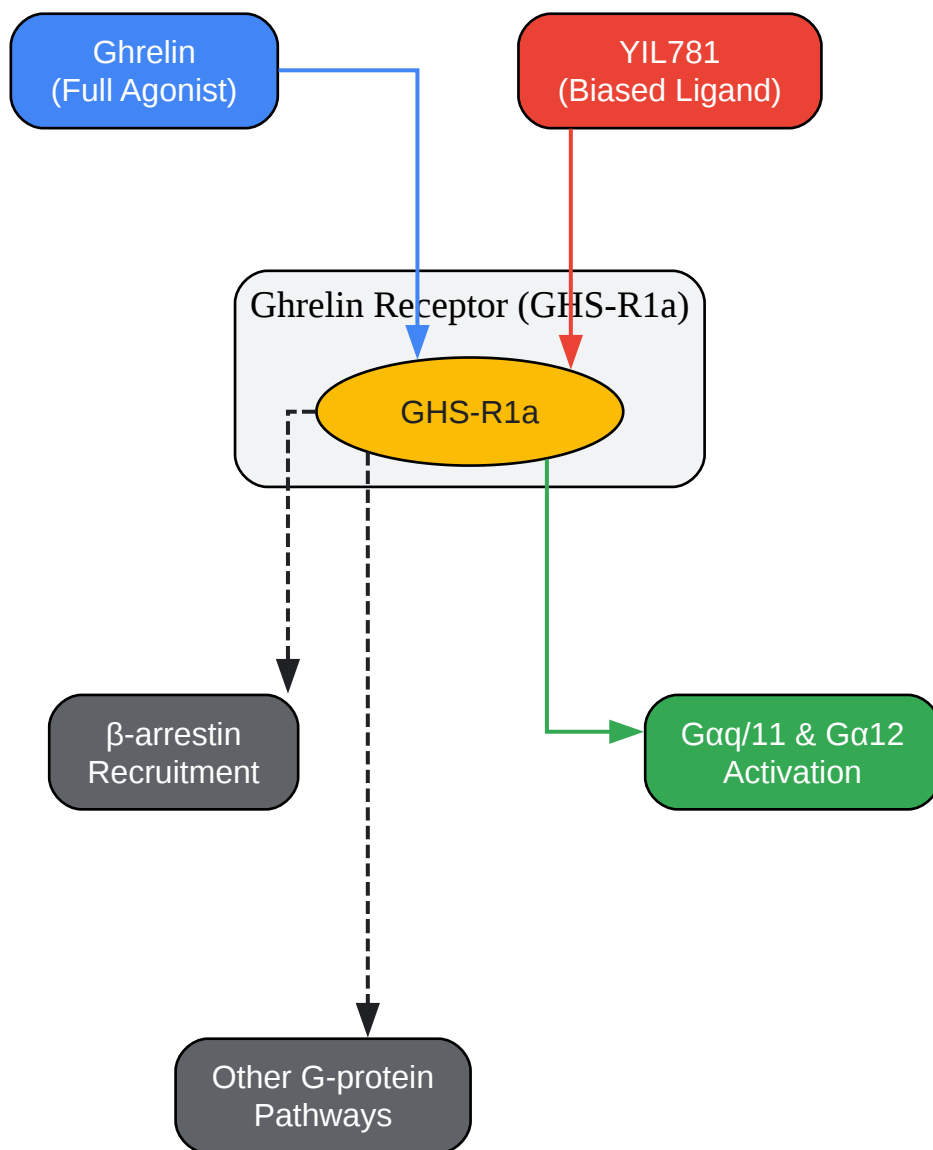 Ghrelin
(Full Agonist)
YIL781
(Biased Ligand)
Ghrelin Receptor (GHS-R1a)
GHS-R1a
β-arrestin
Recruitment
Gαq/11 & Gα12
Activation
Other G-protein
Pathways